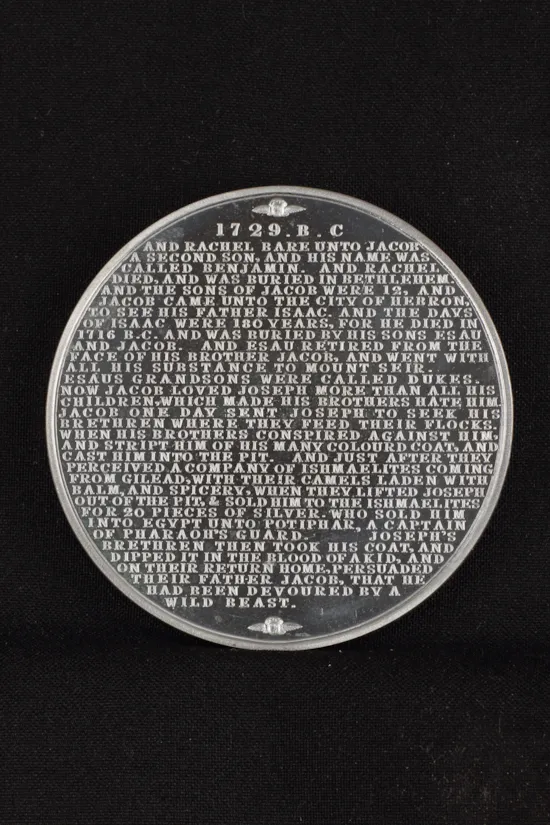 1729. B. C
AND RACHEL BARE UNTO JACOB
A SECOND SON, AND HIS NAME WAS
CALLED BENJAMIN. AND RACHEL
DIED, AND WAS BURIED IN BETHLEHEM,
AND THE SONS OF JACOB WERE 12, AND
JACOB CAME UNTO THE CITY OF HEBRON,
TO SEE HIS FATHER ISAAC. AND THE DAYS
OF ISAAC WERE 180 YEARS, FOR HE DIED IN
1716 B.C. AND WAS BURIED BY HIS SONS ESAU
AND JACOB. AND ESAU RETIRED FROM THE
FACE OF HIS BROTHER JACOB, AND WENT WITH
ALL HIS SUBSTANCE TO MOUNT SEIR.
ESAUS GRANDSONS WERE CALLED DUKES.
NOW JACOB LOVED JOSEPH MORE THAN ALL HIS
CHILDREN, WHICH MADE HIS BROTHERS HATE HIM.
JACOB ONE DAY SENT JOSEPH TO SEEK HIS
BRETHREN WHERE THEY FEED THEIR FLOCKS.
WHEN HIS BROTHERS CONSPIRED AGAINST HIM,
AND STRIPT HIM OF HIS MANY COLOURD COAT, AND
CAST HIM INTO THE PIT. AND JUST AFTER THEY
PERCEIVED A COMPANY OF ISHMAELITES COMING
FROM GILEAD, WITH THEIR CAMELS LADEN WITH
BALM, AND SPICERY, WHEN THEY LIFTED JOSEPH
OUT OF THE PIT, & SOLD HIM TO THE ISHMAELITES
FOR 20 PIECES OF SILVER. WHO SOLD HIM
INTO EGYPT UNTO POTIPHAR, A CAPTAIN
OF PHARAOH'S GUARD. JOSEPH'S
BRETHREN THEN TOOK HIS COAT, AND
DIPPED IT IN THE BLOOD OF A KID, AND
ON THEIR RETURN HOME, PERSUADED
THEIR FATHER JACOB, THAT HE
HAD BEEN DEVOURED BY A
WILD BEAST.